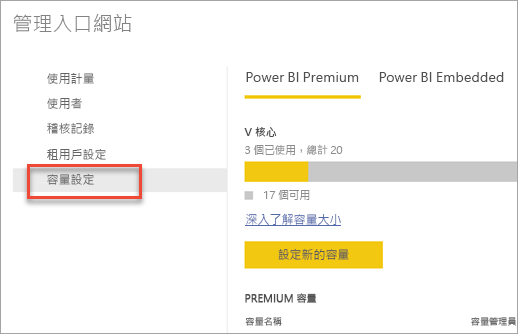 管理入口網站
使用計量
使用者
稽核記錄
租用戶設定
容量設定
Power BI Premium Power BI Embedded
V 核心
3 個已使用，總計 20
17 個可用
深入了解容量大小
設定新的容量
PREMIUM 容量
容量名稱 容量管理員